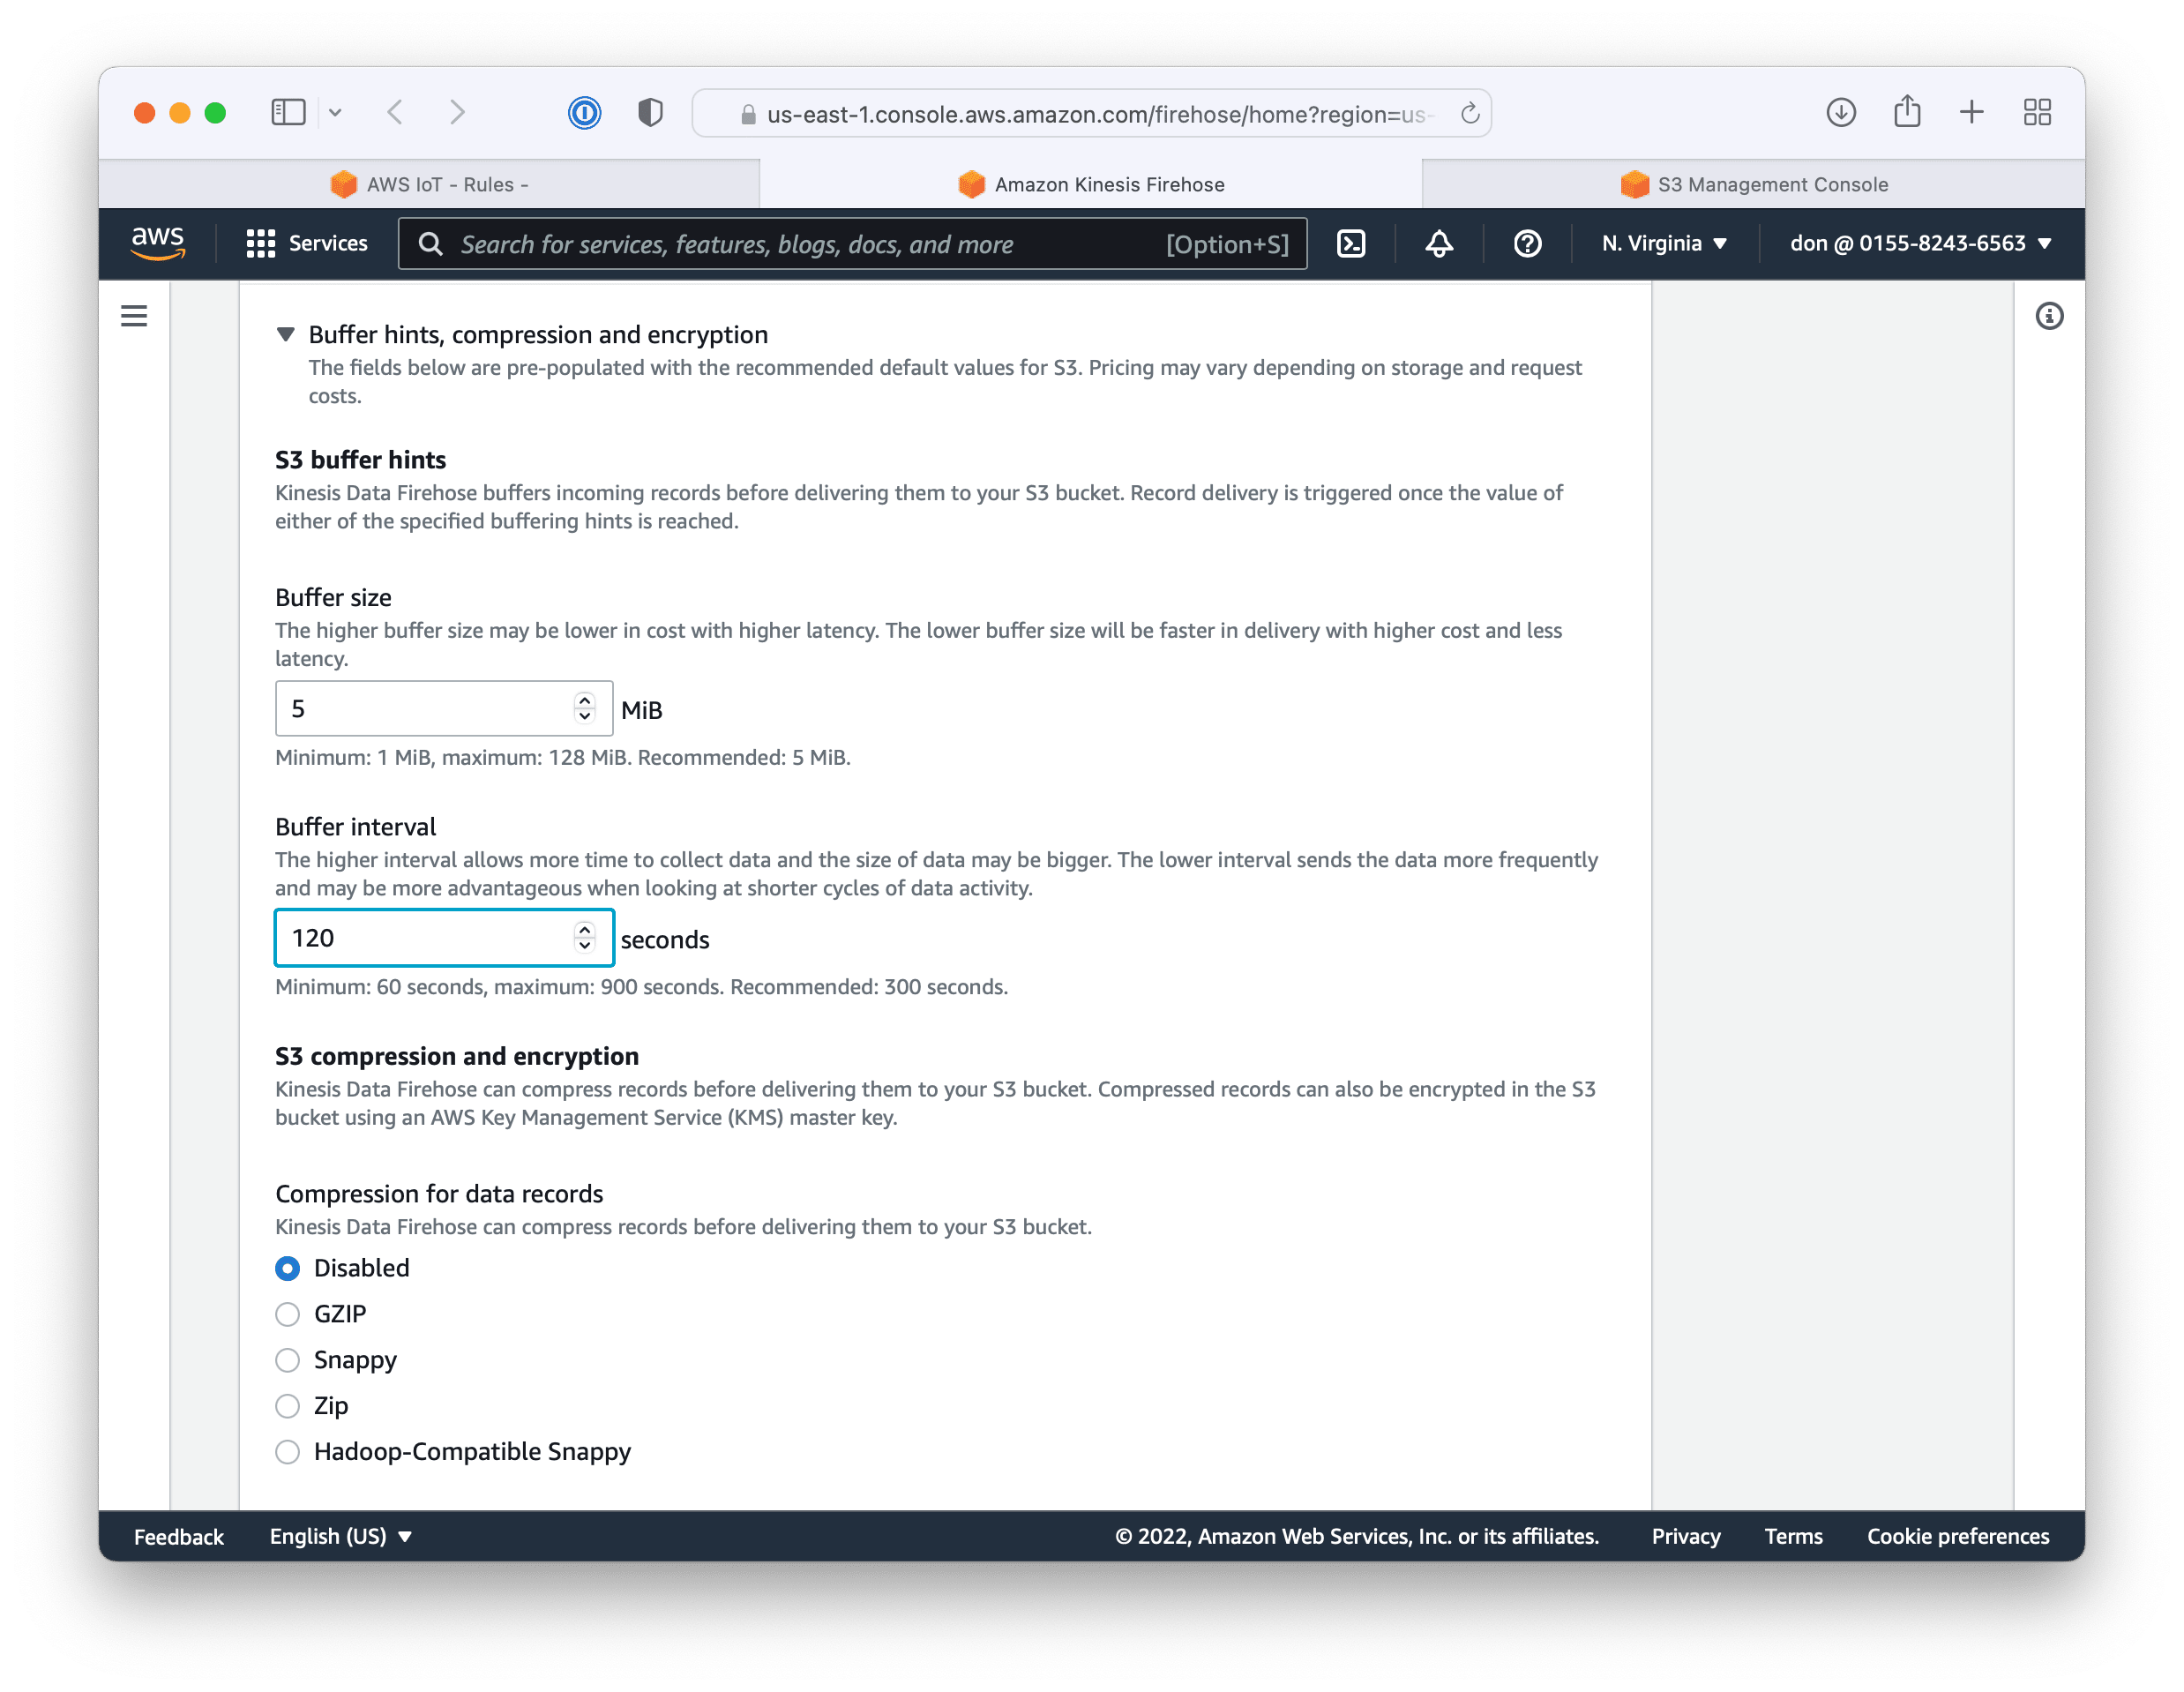 us-east-1.console.aws.amazon.com/firehose/home?region=us-
AWS IoT - Rules -
Amazon Kinesis Firehose
S3 Management Console
aws
Services
Search for services, features, blogs, docs, and more
[Option+S]
N. Virginia
don @ 0155-8243-6563
Buffer hints, compression and encryption
The fields below are pre-populated with the recommended default values for S3. Pricing may vary depending on storage and request
costs.
S3 buffer hints
Kinesis Data Firehose buffers incoming records before delivering them to your S3 bucket. Record delivery is triggered once the value of
either of the specified buffering hints is reached.
Buffer size
The higher buffer size may be lower in cost with higher latency. The lower buffer size will be faster in delivery with higher cost and less
latency.
5
MiB
Minimum: 1 MiB, maximum: 128 MiB. Recommended: 5 MiB.
Buffer interval
The higher interval allows more time to collect data and the size of data may be bigger. The lower interval sends the data more frequently
and may be more advantageous when looking at shorter cycles of data activity.
120
seconds
Minimum: 60 seconds, maximum: 900 seconds. Recommended: 300 seconds.
S3 compression and encryption
Kinesis Data Firehose can compress records before delivering them to your S3 bucket. Compressed records can also be encrypted in the S3
bucket using an AWS Key Management Service (KMS) master key.
Compression for data records
Kinesis Data Firehose can compress records before delivering them to your S3 bucket.
Disabled
GZIP
Snappy
Zip
Hadoop-Compatible Snappy
Feedback
English (US)
© 2022, Amazon Web Services, Inc. or its affiliates.
Privacy
Terms
Cookie preferences